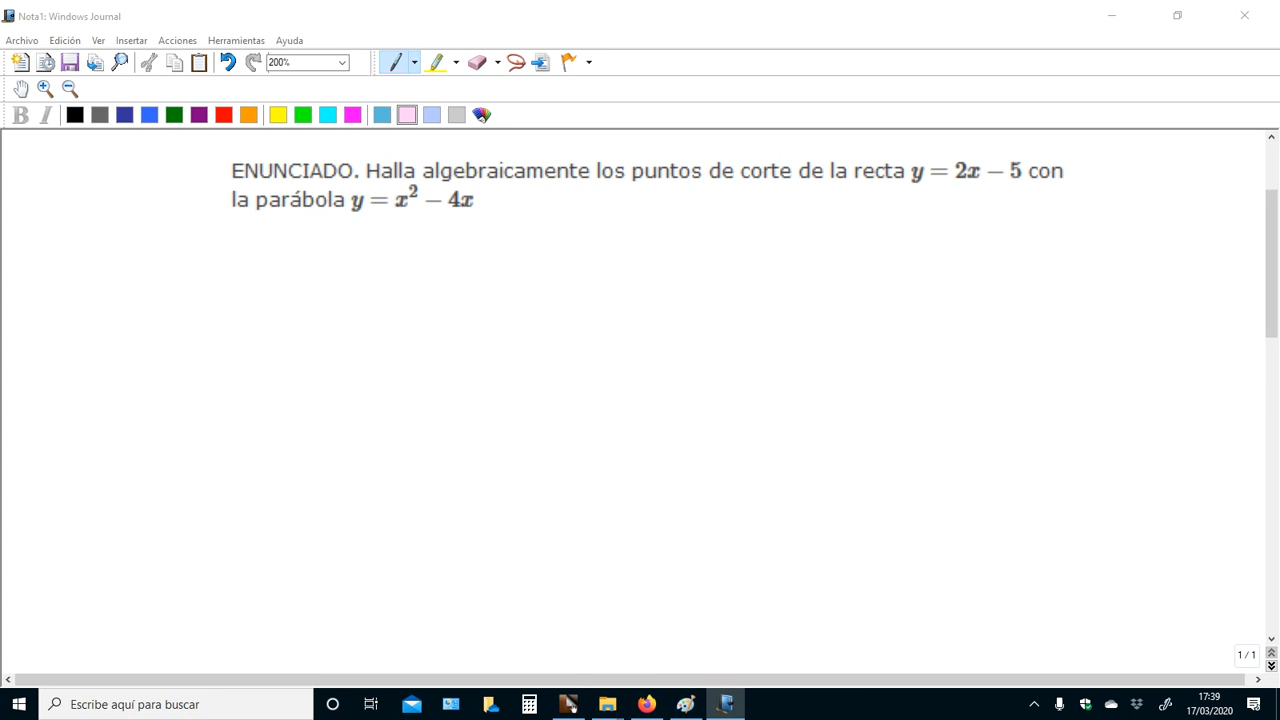 Nota1: Windows Journal
Archivo Edición Ver Insertar Acciones Herramientas Ayuda
200%
B I
ENUNCIADO. Halla algebraicamente los puntos de corte de la recta y = 2x − 5 con
la parábola y = x² − 4x
1 / 1
Escribe aquí para buscar
17:39
17/03/2020